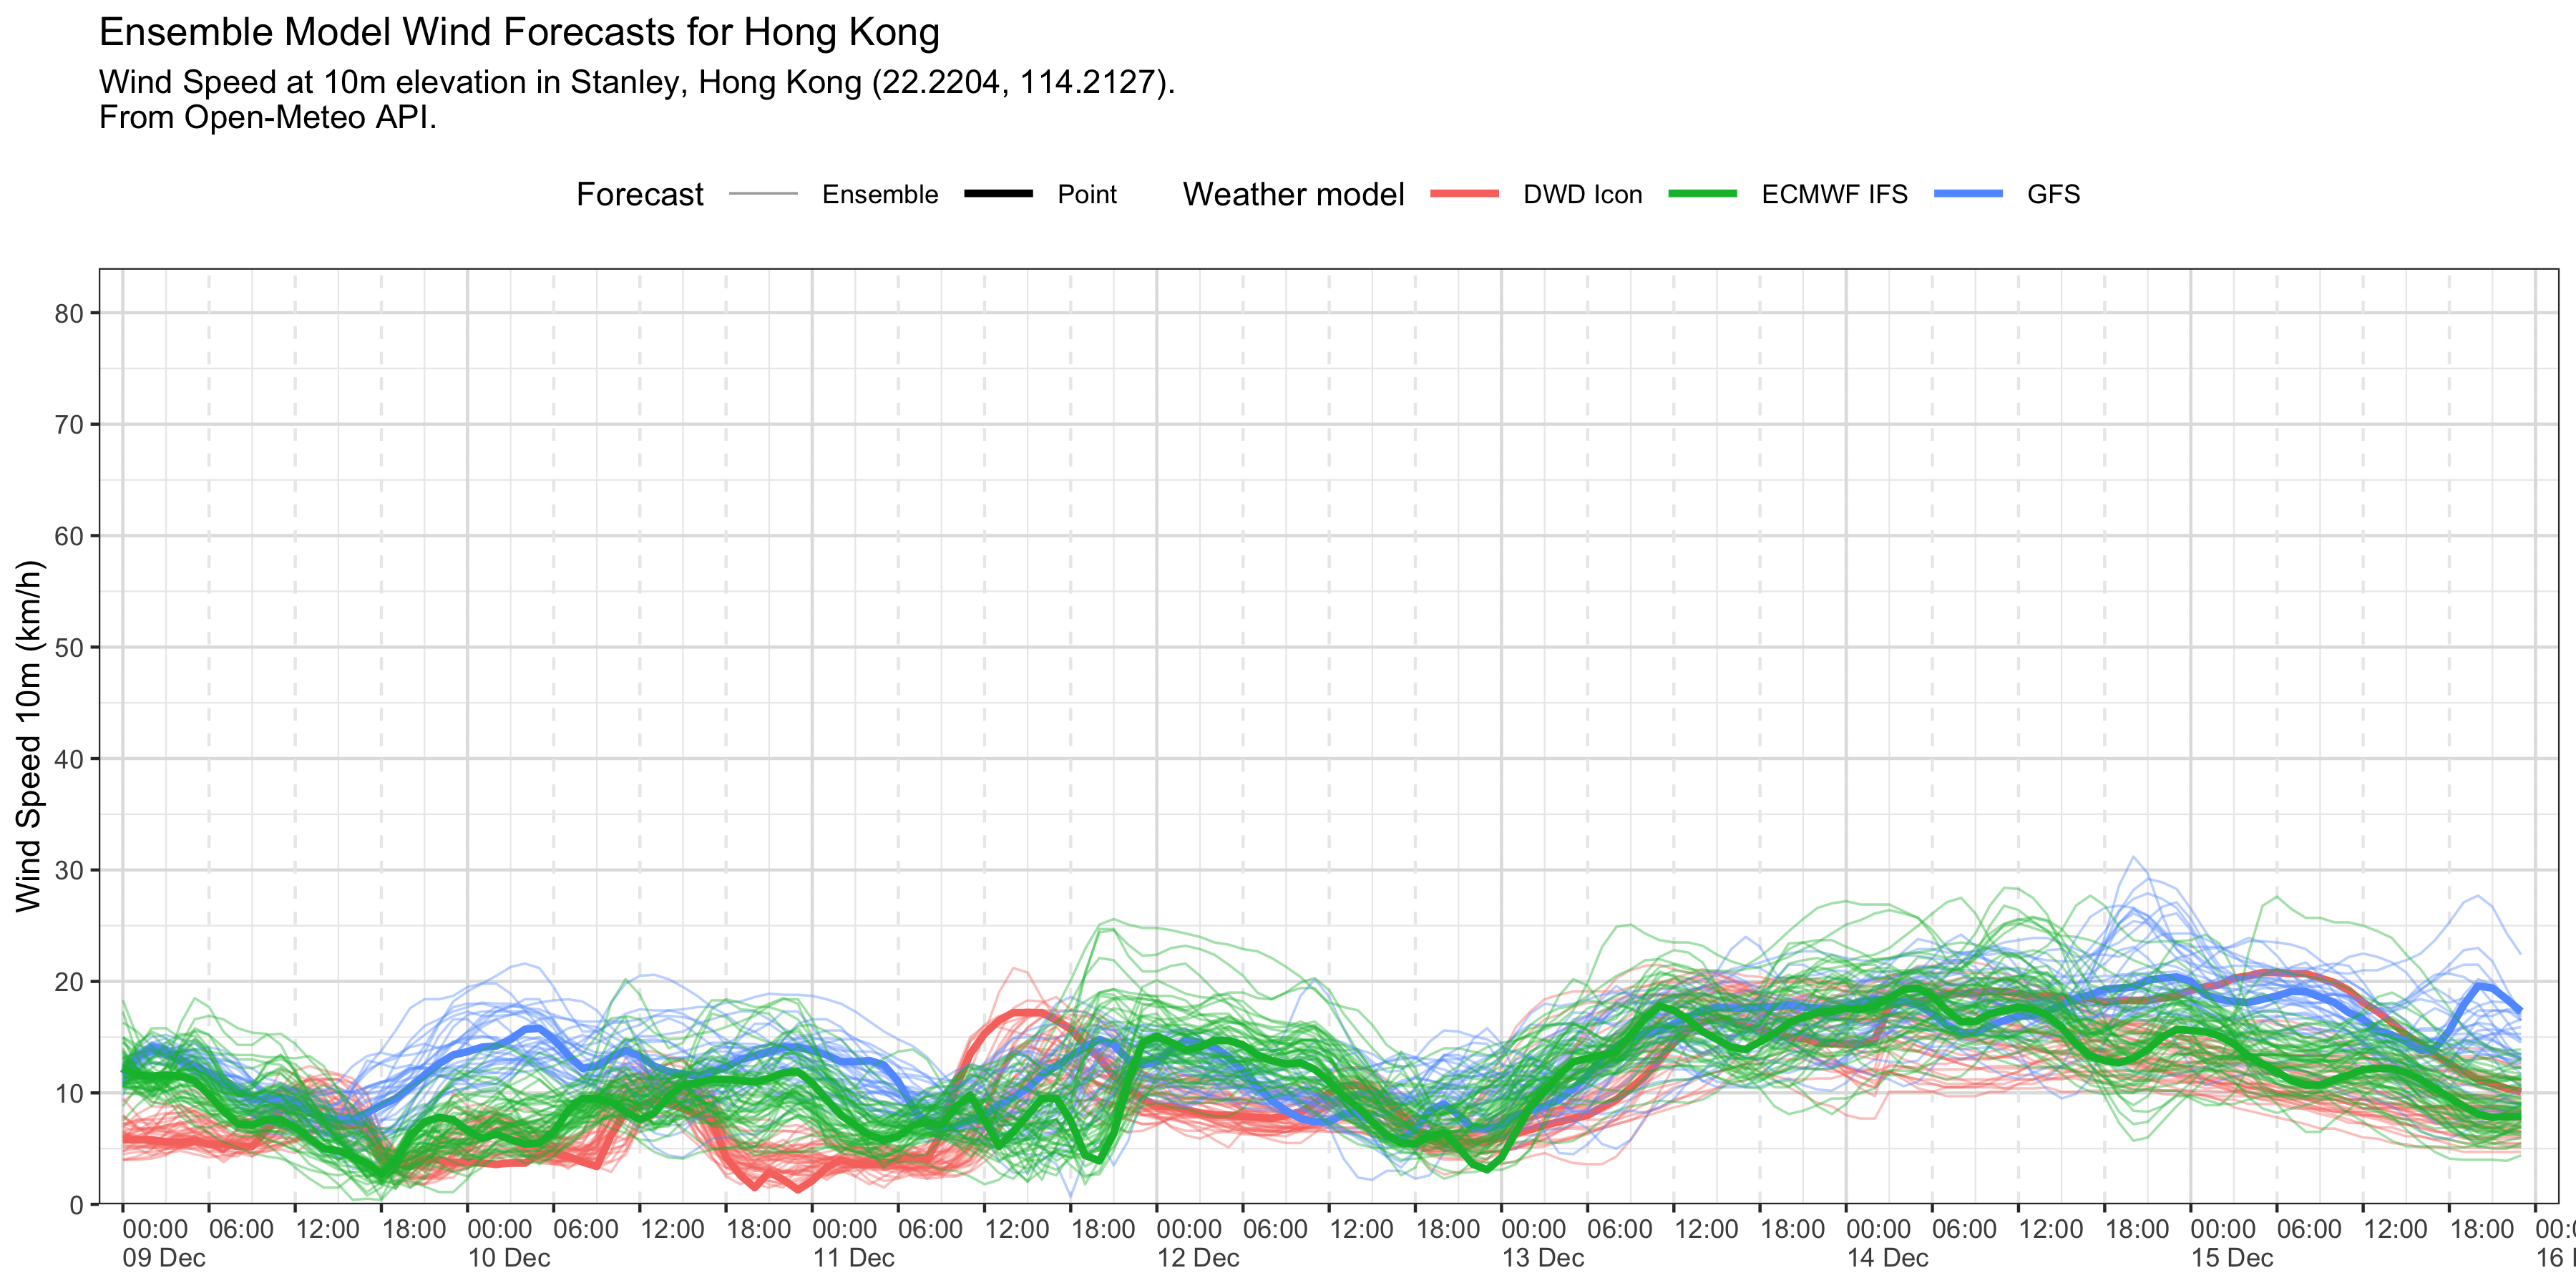 Ensemble Model Wind Forecasts for Hong Kong
Wind Speed at 10m elevation in Stanley, Hong Kong (22.2204, 114.2127).
From Open-Meteo API.
Forecast Ensemble Point Weather model DWD Icon ECMWF IFS GFS
Wind Speed 10m (km/h)
80
70
60
50
40
30
20
10
0
00:00 06:00 12:00 18:00 00:00 06:00 12:00 18:00 00:00 06:00 12:00 18:00 00:00 06:00 12:00 18:00 00:00 06:00 12:00 18:00 00:00 06:00 12:00 18:00 00:00 06:00 12:00 18:00
09 Dec 10 Dec 11 Dec 12 Dec 13 Dec 14 Dec 15 Dec 16